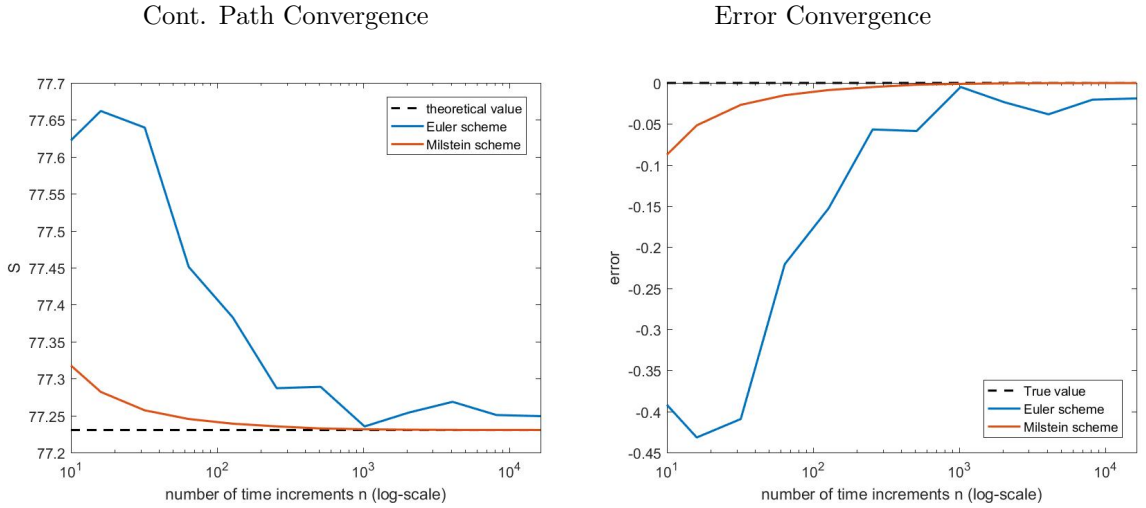 Cont. Path Convergence
77.7
77.65
77.6
77.55
77.5
77.45
77.4
77.35
77.3
77.25
77.2
S
theoretical value
Euler scheme
Milstein scheme
10^1
10^2
10^3
10^4
number of time increments n (log-scale)
Error Convergence
0
-0.05
-0.1
-0.15
-0.2
-0.25
-0.3
-0.35
-0.4
-0.45
error
True value
Euler scheme
Milstein scheme
10^1
10^2
10^3
10^4
number of time increments n (log-scale)